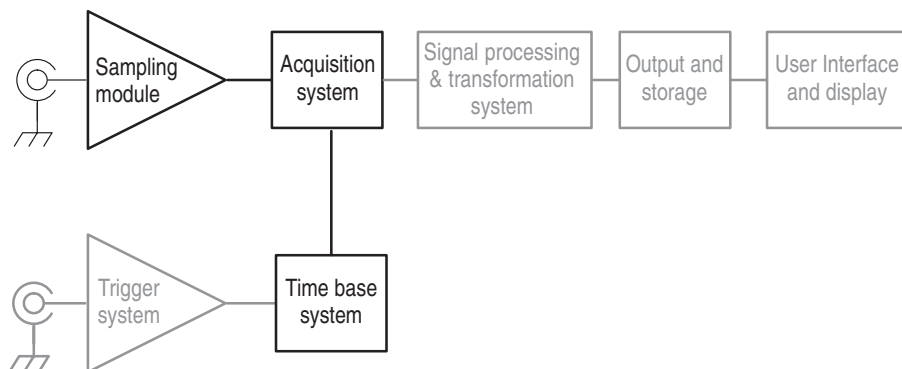 Sampling
module
Acquisition
system
Signal processing
& transformation
system
Output and
storage
User Interface
and display
Trigger
system
Time base
system